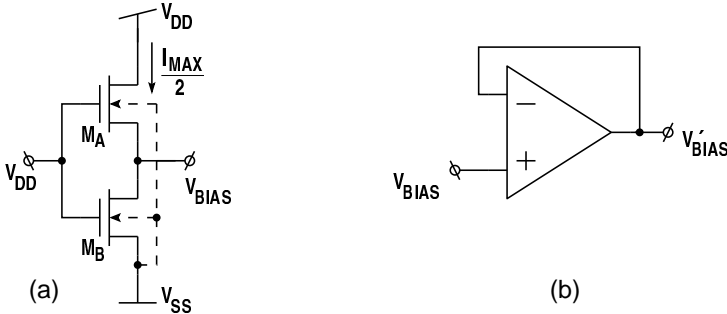 V_DD
I_MAX
2
M_A
V_DD
V_BIAS
M_B
V_SS
(a)
−
+
V_BIAS
V′_BIAS
(b)